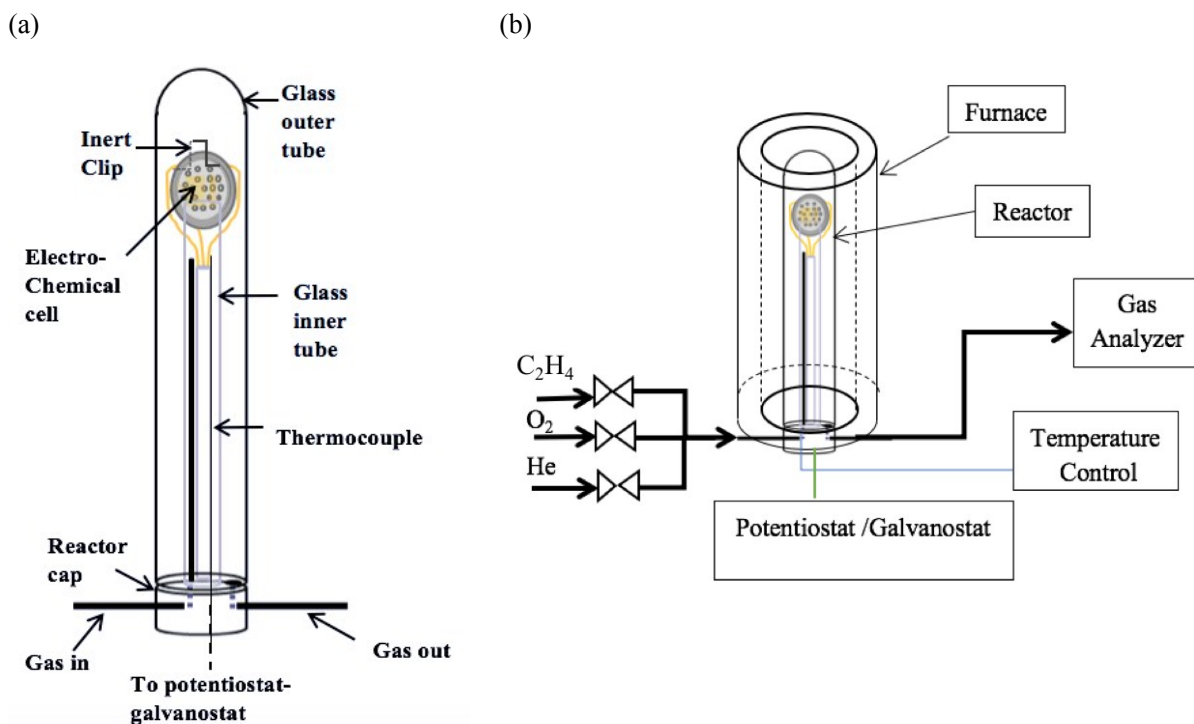 (a)
Glass
outer
tube
Inert
Clip
Electro-
Chemical
cell
Glass
inner
tube
Thermocouple
Reactor
cap
Gas in
Gas out
To potentiostat-
galvanostat
(b)
Furnace
Reactor
Gas
Analyzer
C₂H₄
O₂
He
Temperature
Control
Potentiostat /Galvanostat